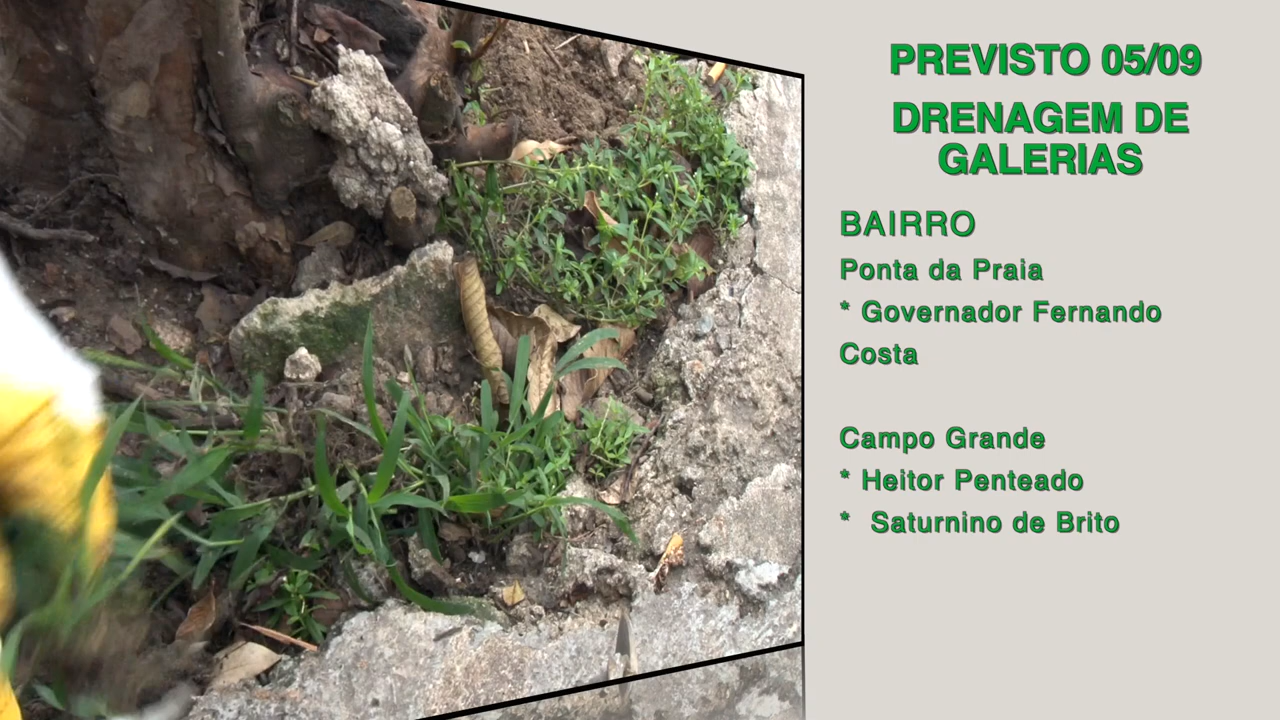 PREVISTO 05/09
DRENAGEM DE
GALERIAS
BAIRRO
Ponta da Praia
* Governador Fernando
Costa
Campo Grande
* Heitor Penteado
* Saturnino de Brito